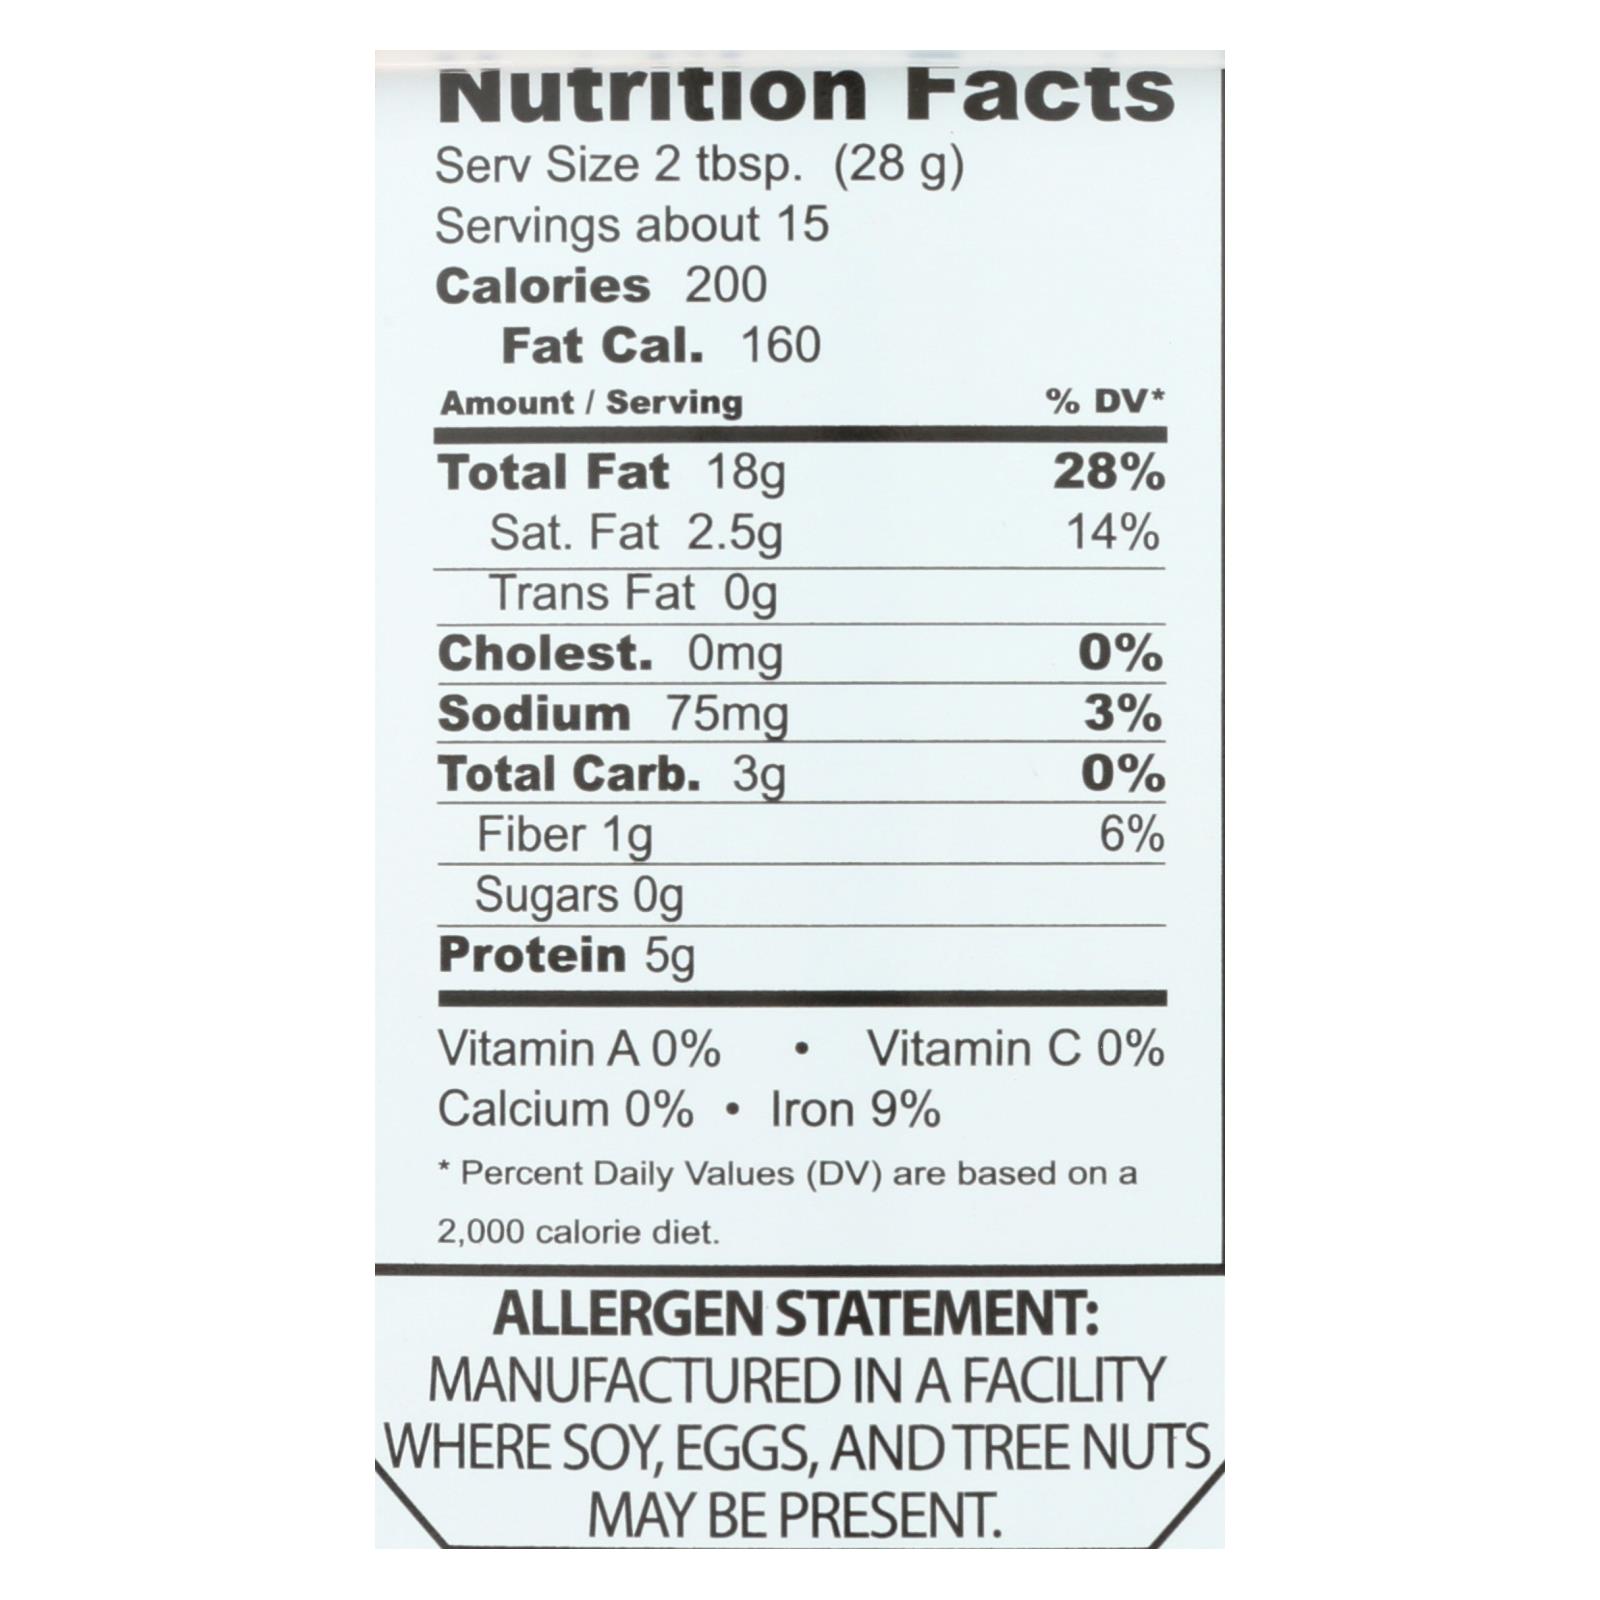 Nutrition Facts
Serv Size 2 tbsp. (28 g)
Servings about 15
Calories 200
Fat Cal. 160
Amount / Serving % DV*
Total Fat 18g 28%
Sat. Fat 2.5g 14%
Trans Fat 0g
Cholest. 0mg 0%
Sodium 75mg 3%
Total Carb. 3g 0%
Fiber 1g 6%
Sugars 0g
Protein 5g
Vitamin A 0% • Vitamin C 0%
Calcium 0% • Iron 9%
* Percent Daily Values (DV) are based on a
2,000 calorie diet.
ALLERGEN STATEMENT:
MANUFACTURED IN A FACILITY
WHERE SOY, EGGS, AND TREE NUTS
MAY BE PRESENT.